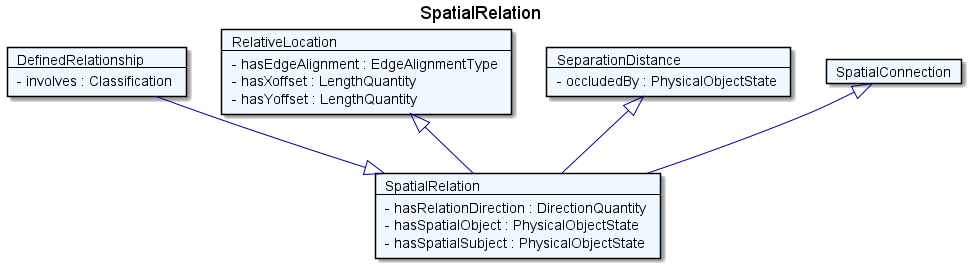 SpatialRelation
DefinedRelationship
- involves : Classification
RelativeLocation
- hasEdgeAlignment : EdgeAlignmentType
- hasXoffset : LengthQuantity
- hasYoffset : LengthQuantity
SeparationDistance
- occludedBy : PhysicalObjectState
SpatialConnection
SpatialRelation
- hasRelationDirection : DirectionQuantity
- hasSpatialObject : PhysicalObjectState
- hasSpatialSubject : PhysicalObjectState